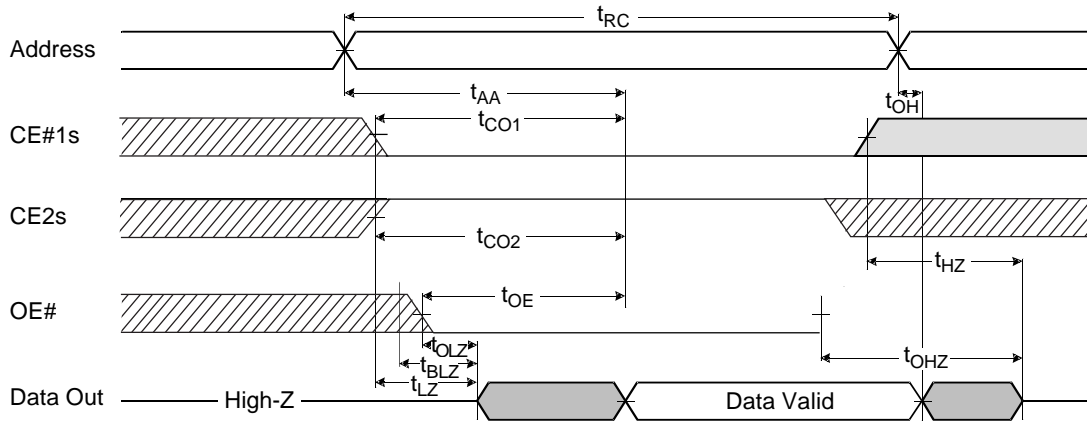 tRC
Address
tAA
tOH
CE#1s
tCO1
CE2s
tCO2
tHZ
OE#
tOE
tOLZ
tBLZ
tOHZ
tLZ
Data Out
High-Z
Data Valid